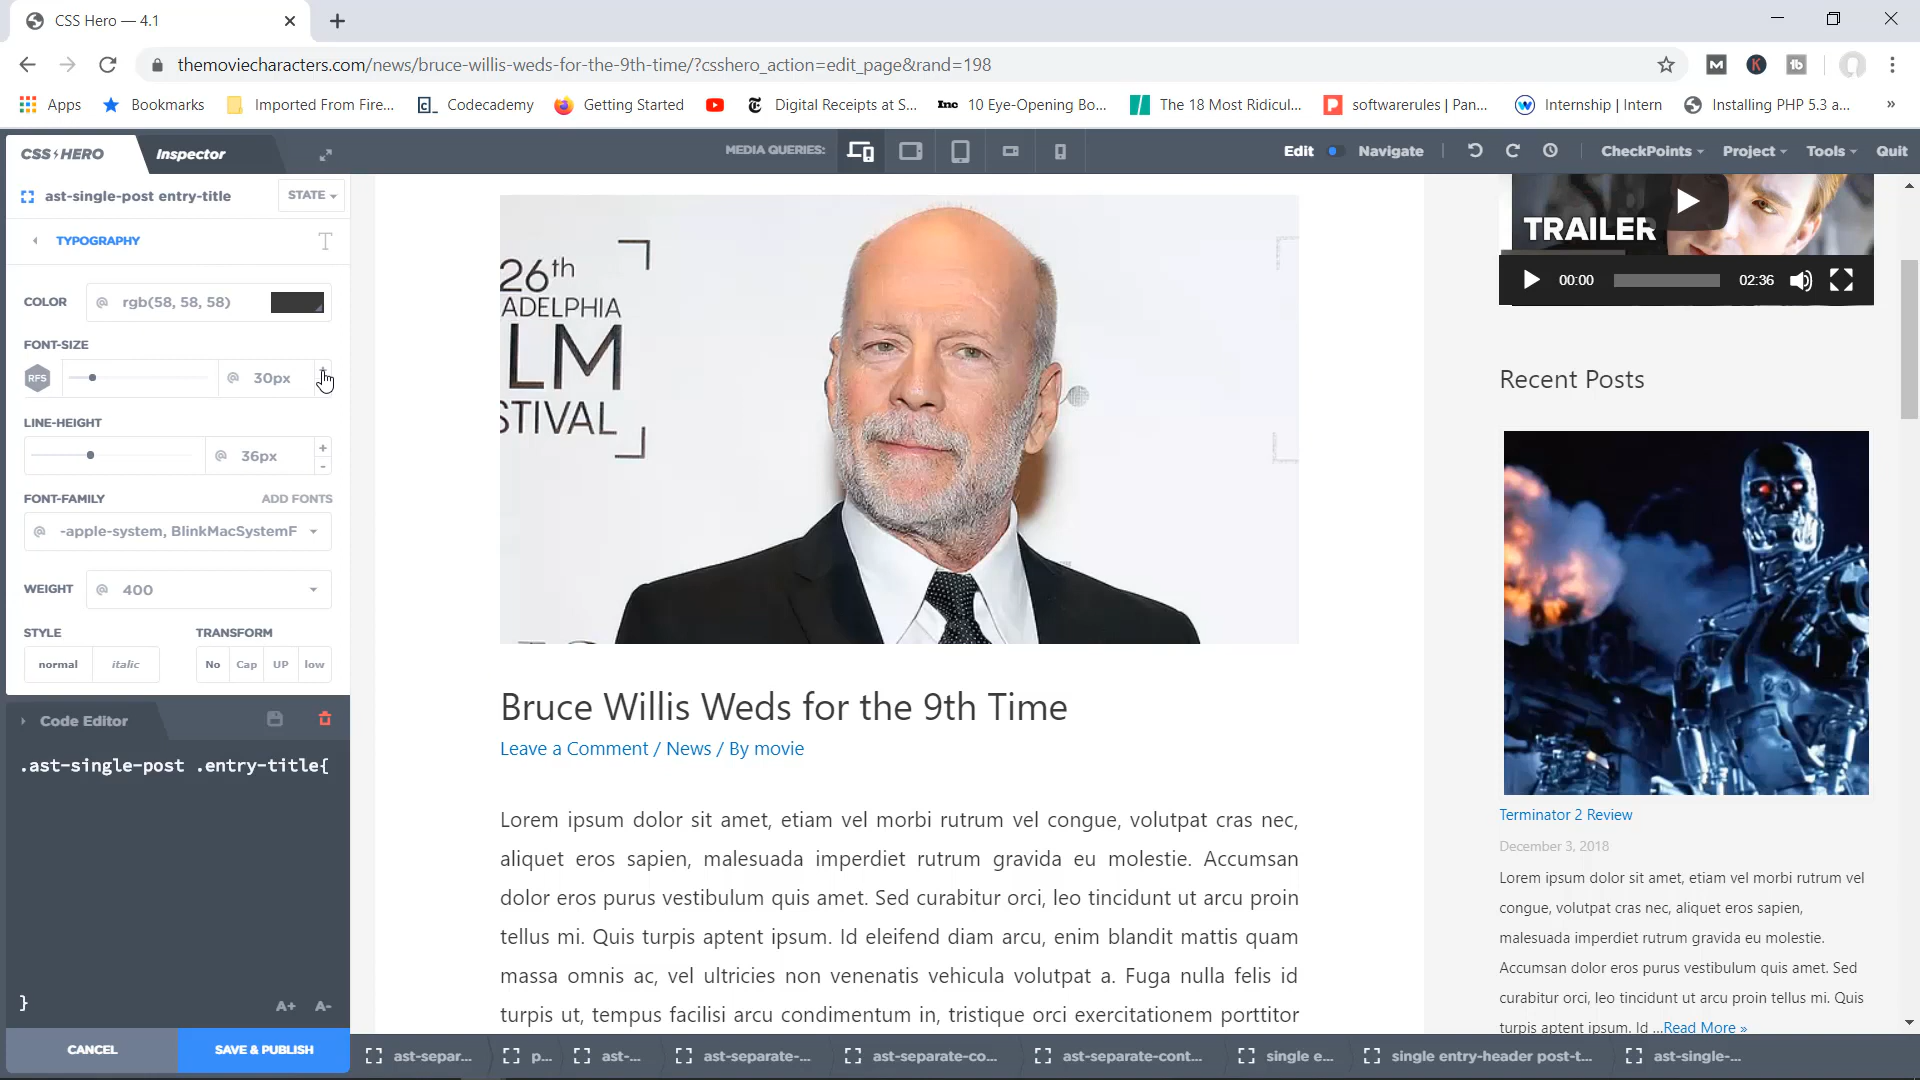 CSS Hero — 4.1
themoviecharacters.com/news/bruce-willis-weds-for-the-9th-time/?csshero_action=edit_page&rand=198
Apps
Bookmarks
Imported From Fire...
Codecademy
Getting Started
Digital Receipts at S...
Inc 10 Eye-Opening Bo...
The 18 Most Ridicul...
softwarerules | Pan...
Internship | Intern
Installing PHP 5.3 a...
»
CSS HERO
Inspector
MEDIA QUERIES:
Edit
Navigate
CheckPoints
Project
Tools
Quit
ast-single-post entry-title
STATE
TYPOGRAPHY
T
COLOR
@ rgb(58, 58, 58)
FONT-SIZE
RFS
@ 30px
LINE-HEIGHT
@ 36px
+
-
FONT-FAMILY
ADD FONTS
@ -apple-system, BlinkMacSystemF
WEIGHT
@ 400
STYLE
TRANSFORM
normal
italic
No
Cap
UP
low
Code Editor
.ast-single-post .entry-title{
}
A+
A-
CANCEL
SAVE & PUBLISH
26th
ADELPHIA
LM
STIVAL
Bruce Willis Weds for the 9th Time
Leave a Comment / News / By movie
Lorem ipsum dolor sit amet, etiam vel morbi rutrum vel congue, volutpat cras nec,
aliquet eros sapien, malesuada imperdiet rutrum gravida eu molestie. Accumsan
dolor eros purus vestibulum quis amet. Sed curabitur orci, leo tincidunt ut arcu proin
tellus mi. Quis turpis aptent ipsum. Id eleifend diam arcu, enim blandit mattis quam
massa omnis ac, vel ultricies non venenatis vehicula volutpat a. Fuga nulla felis id
turpis ut, tempus facilisi arcu condimentum in, tristique orci exercitationem porttitor
TRAILER
00:00
02:36
Recent Posts
Terminator 2 Review
December 3, 2018
Lorem ipsum dolor sit amet, etiam vel morbi rutrum vel
congue, volutpat cras nec, aliquet eros sapien,
malesuada imperdiet rutrum gravida eu molestie.
Accumsan dolor eros purus vestibulum quis amet. Sed
curabitur orci, leo tincidunt ut arcu proin tellus mi. Quis
turpis aptent ipsum. Id ...Read More »
ast-separ...
p...
ast-...
ast-separate-...
ast-separate-co...
ast-separate-cont...
single e...
single entry-header post-t...
ast-single-...